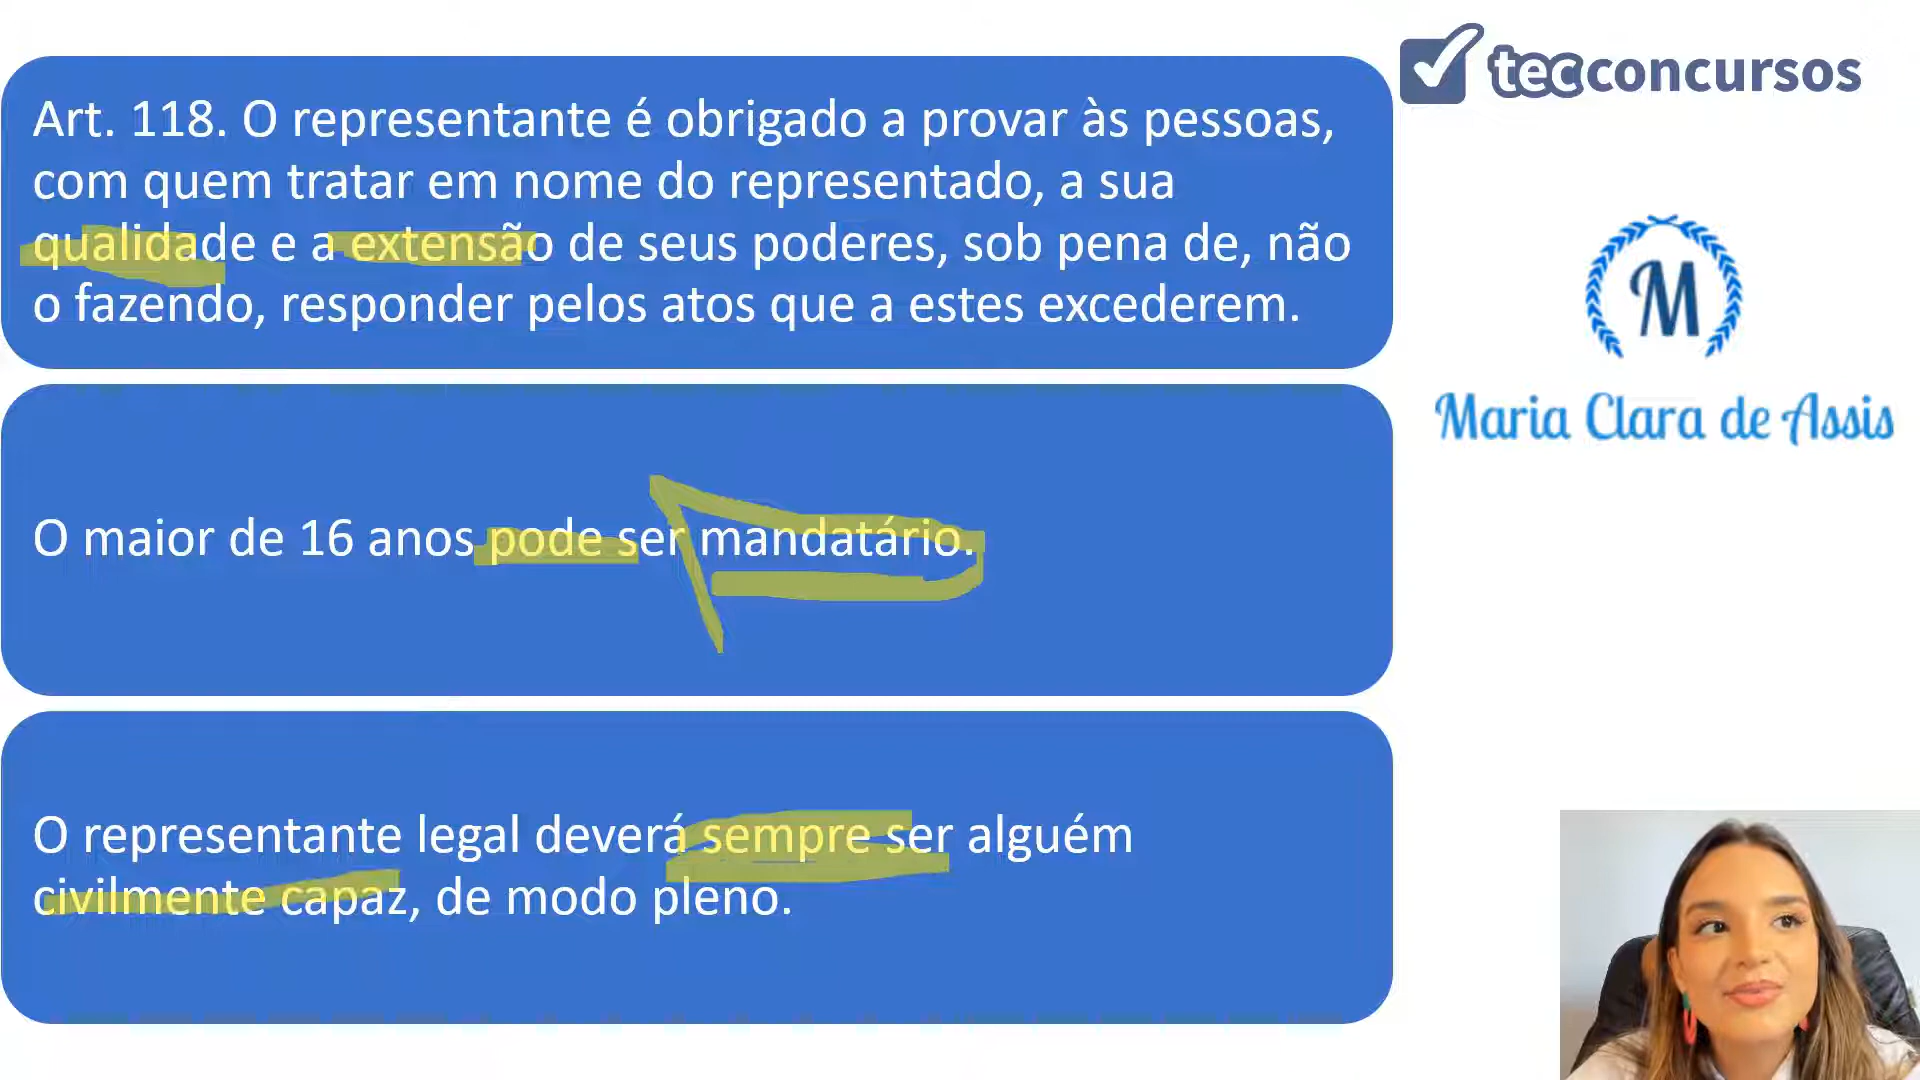 tecconcursos
Art. 118. O representante é obrigado a provar às pessoas,
com quem tratar em nome do representado, a sua
qualidade e a extensão de seus poderes, sob pena de, não
o fazendo, responder pelos atos que a estes excederem.
M
Maria Clara de Assis
O maior de 16 anos pode ser mandatário.
O representante legal deverá sempre ser alguém
civilmente capaz, de modo pleno.